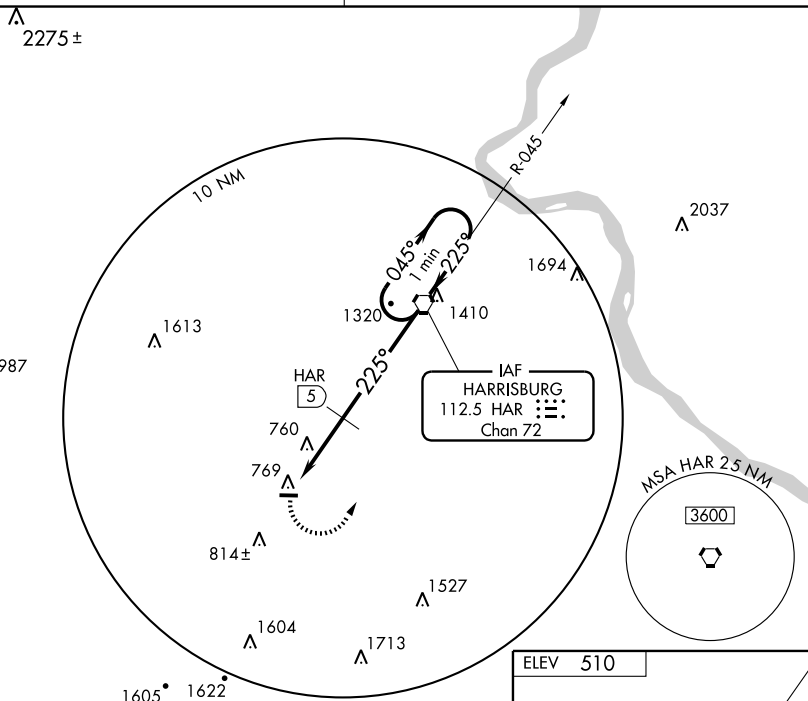 2275 ±
10 NM
R-045
2037
045°
1 min
225°
1694
1320
1410
1613
987
225°
HAR
5
IAF
HARRISBURG
112.5 HAR
Chan 72
760
769
MSA HAR 25 NM
3600
814 ±
1527
1604
1713
ELEV 510
1605
1622